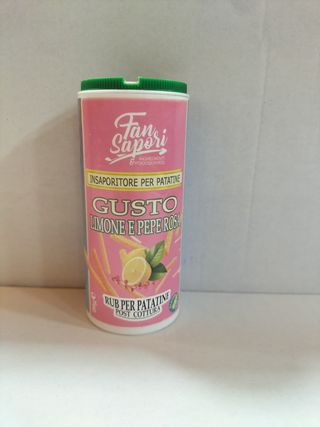 Fan
Sapori
INSAPORITORE PER PATATINE
GUSTO
LIMONE E PEPE ROSA
RUB PER PATATINE
POST COTTURA